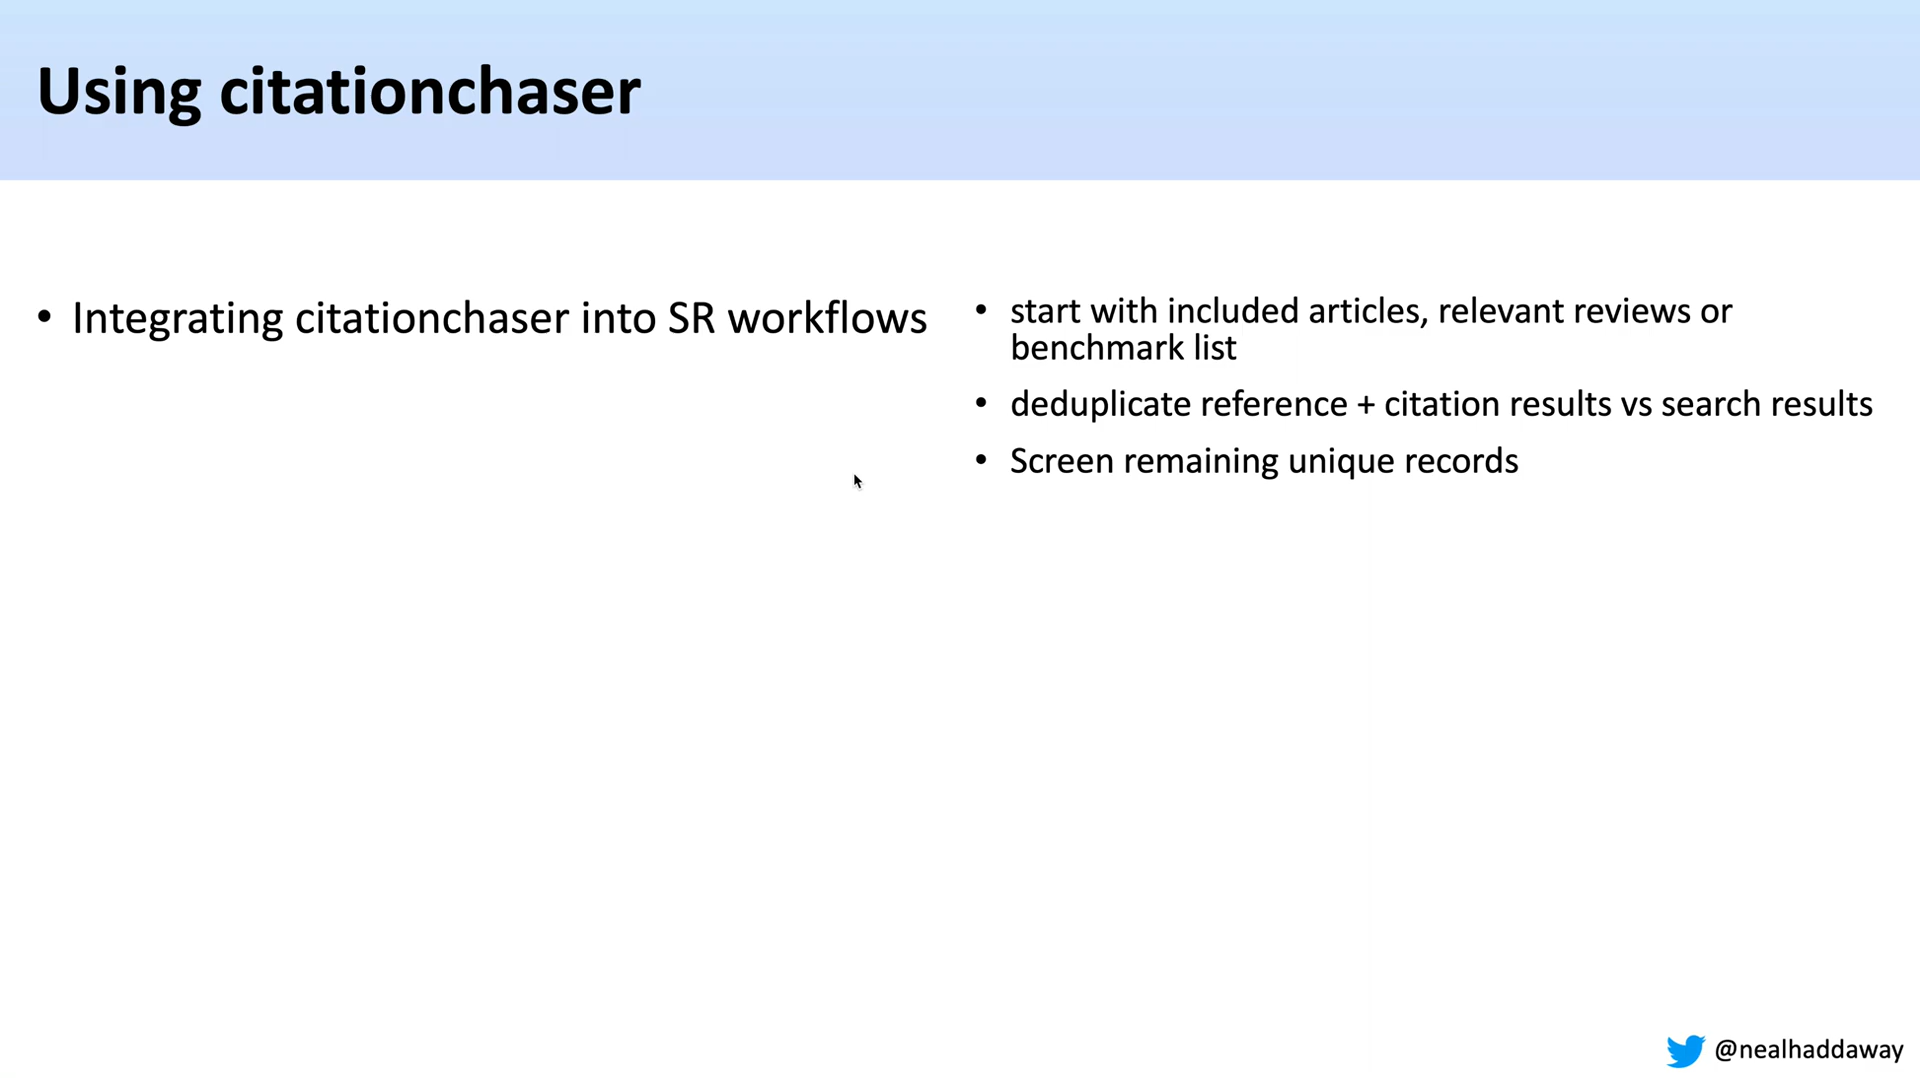 Using citationchaser
• Integrating citationchaser into SR workflows
• start with included articles, relevant reviews or
benchmark list
• deduplicate reference + citation results vs search results
• Screen remaining unique records
@nealhaddaway